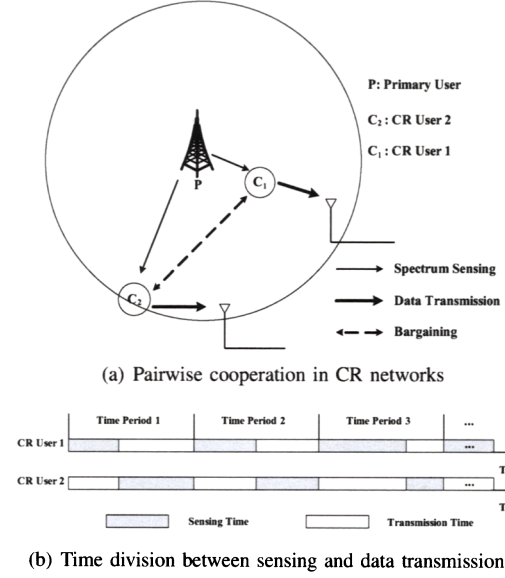 P: Primary User
C₂ : CR User 2
C₁ : CR User 1
P
C₁
C₂
Spectrum Sensing
Data Transmission
Bargaining
(a) Pairwise cooperation in CR networks
Time Period 1 Time Period 2 Time Period 3 ...
CR User 1 ...
T
CR User 2 ...
T
Sensing Time Transmission Time
(b) Time division between sensing and data transmission